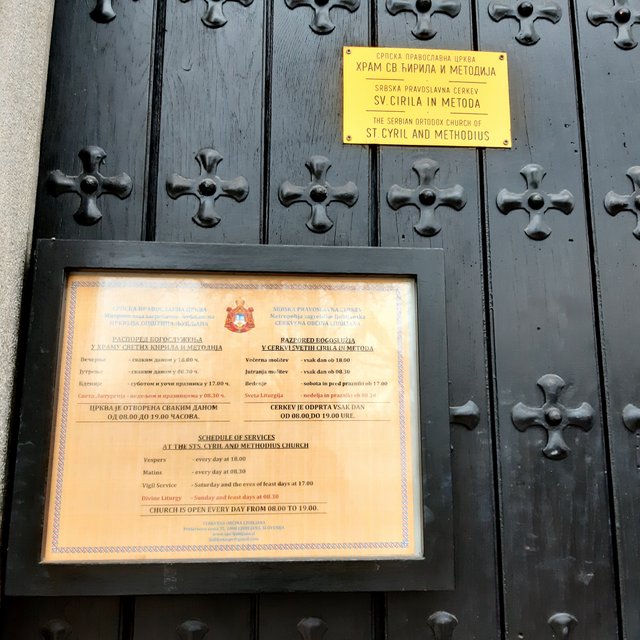 СРПСКА ПРАВОСЛАВНА ЦРКВА
ХРАМ СВ ЋИРИЛА И МЕТОДИЈА
SRBSKA PRAVOSLAVNA CERKEV
SV. CIRILA IN METODA
THE SERBIAN ORTODOX CHURCH OF
ST. CYRIL AND METHODIUS
СРПСКА ПРАВОСЛАВНА ЦРКВА
РАСПОРЕД БОГОСЛУЖЕЊА
У ХРАМУ СВЕТИХ КИРИЛА И МЕТОДИЈА
Вечерње - сваким даном у 18.00 ч.
Јутрење - сваким даном у 08.30 ч.
Бденије - суботом и уочи празника у 17.00 ч.
Света Литургија - недељом и празницима у 08.30 ч.
ЦРКВА ЈЕ ОТВОРЕНА СВАКИМ ДАНОМ
ОД 08.00 ДО 19.00 ЧАСОВА.
SRBSKA PRAVOSLAVNA CERKEV
Metropolija zagrebško-ljubljanska
CERKVENA OBČINA LJUBLJANA
RAZPORED BOGOSLUŽJA
V CERKVI SVETIH CIRILA IN METODA
Večerna molitev - vsak dan ob 18.00
Jutranja molitev - vsak dan ob 08.30
Bedenje - sobota in pred prazniki ob 17.00
Sveta Liturgija - nedelja in prazniki ob 08.30
CERKEV JE ODPRTA VSAK DAN
OD 08.00 DO 19.00 URE.
SCHEDULE OF SERVICES
AT THE STS. CYRIL AND METHODIUS CHURCH
Vespers - every day at 18.00
Matins - every day at 08.30
Vigil Service - Saturday and the eves of feast days at 17.00
Divine Liturgy - Sunday and feast days at 08.30
CHURCH IS OPEN EVERY DAY FROM 08.00 TO 19.00.
CERKVENA OBČINA LJUBLJANA